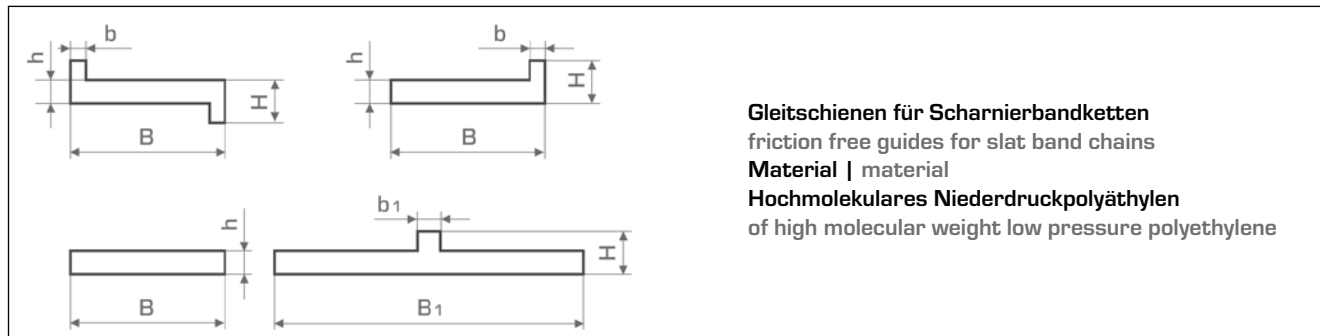 b
h
H
B
b
h
H
B
h
B
b1
H
B1
Gleitschienen für Scharnierbandketten
friction free guides for slat band chains
Material | material
Hochmolekulares Niederdruckpolyäthylen
of high molecular weight low pressure polyethylene